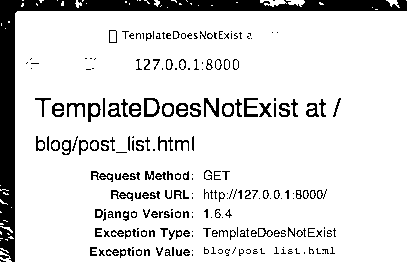 TemplateDoesNotExist a
127.0.0.1:8000
TemplateDoesNotExist at /
blog/post_list.html
Request Method: GET
Request URL: http://127.0.0.1:8000/
Django Version: 1.6.4
Exception Type: TemplateDoesNotExist
Exception Value: blog/post_list.html